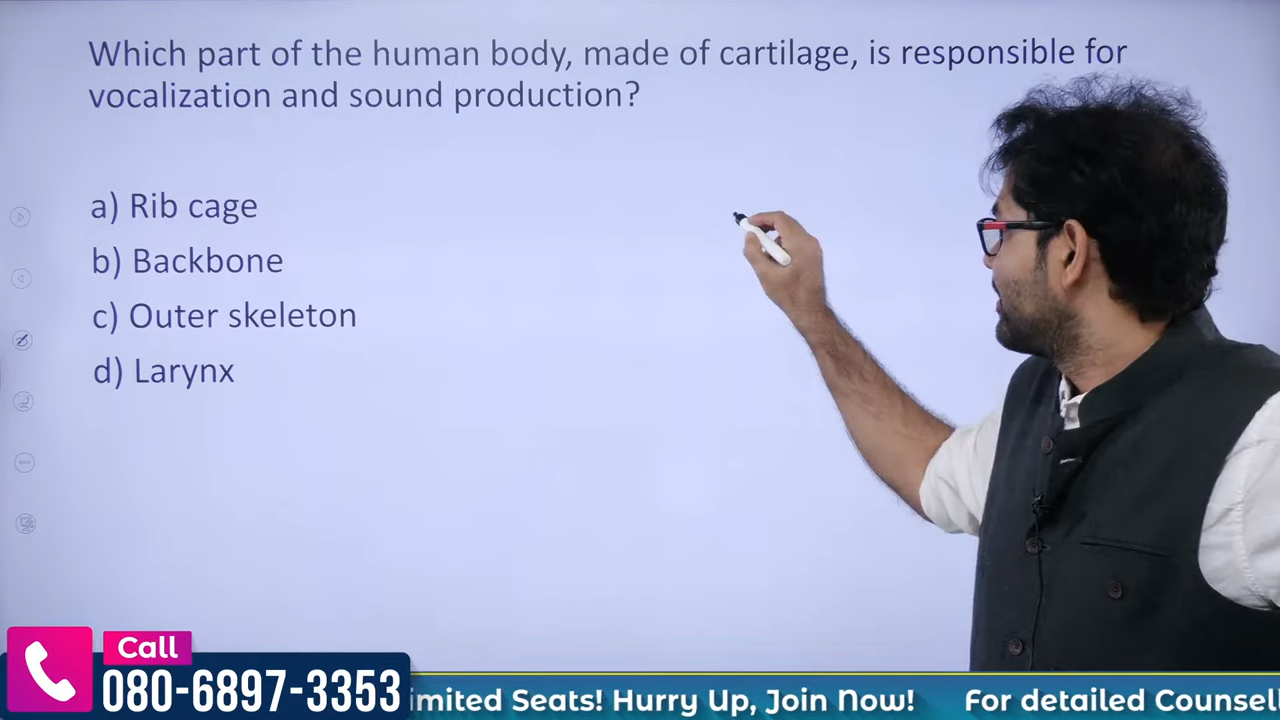 Which part of the human body, made of cartilage, is responsible for
vocalization and sound production?
a) Rib cage
b) Backbone
c) Outer skeleton
d) Larynx
Call
080-6897-3353
imited Seats! Hurry Up, Join Now! For detailed Counsel